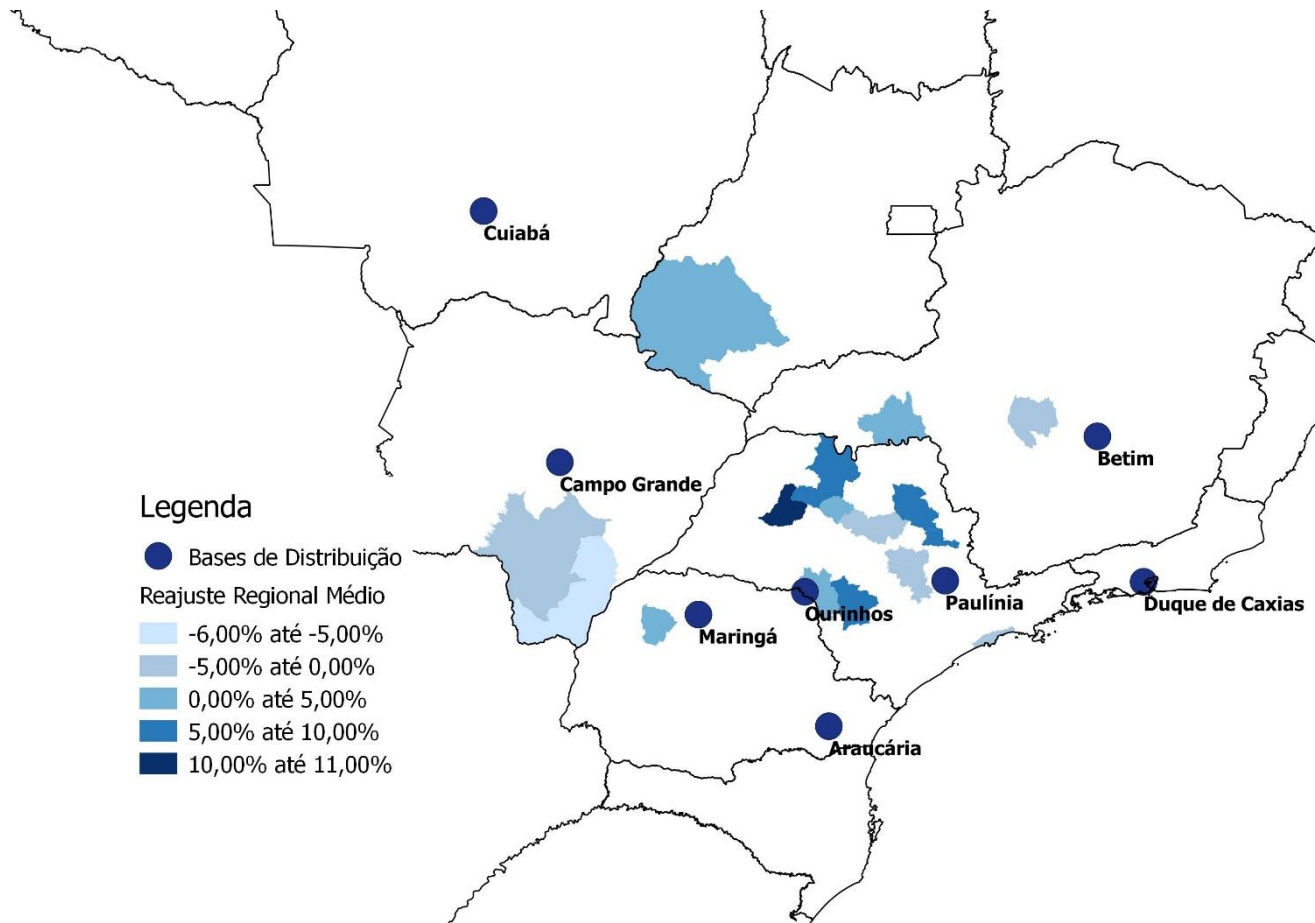 Cuiabá
Betim
Campo Grande
Legenda
Bases de Distribuição
Reajuste Regional Médio
-6,00% até -5,00%
-5,00% até 0,00%
0,00% até 5,00%
5,00% até 10,00%
10,00% até 11,00%
Paulínia
Duque de Caxias
Ourinhos
Maringá
Araucária